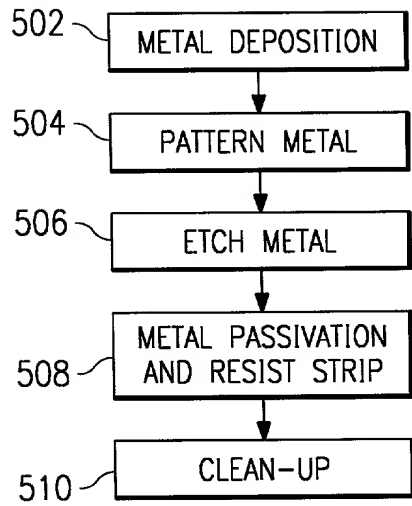 502
METAL DEPOSITION
504
PATTERN METAL
506
ETCH METAL
508
METAL PASSIVATION
AND RESIST STRIP
510
CLEAN-UP